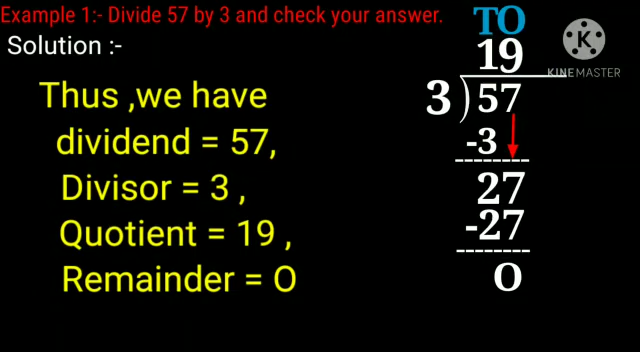 Example 1:- Divide 57 by 3 and check your answer.
Solution :-
Thus ,we have
dividend = 57,
Divisor = 3 ,
Quotient = 19 ,
Remainder = O
TO
19
3 ) 57
-3
27
-27
O
K
KINEMASTER